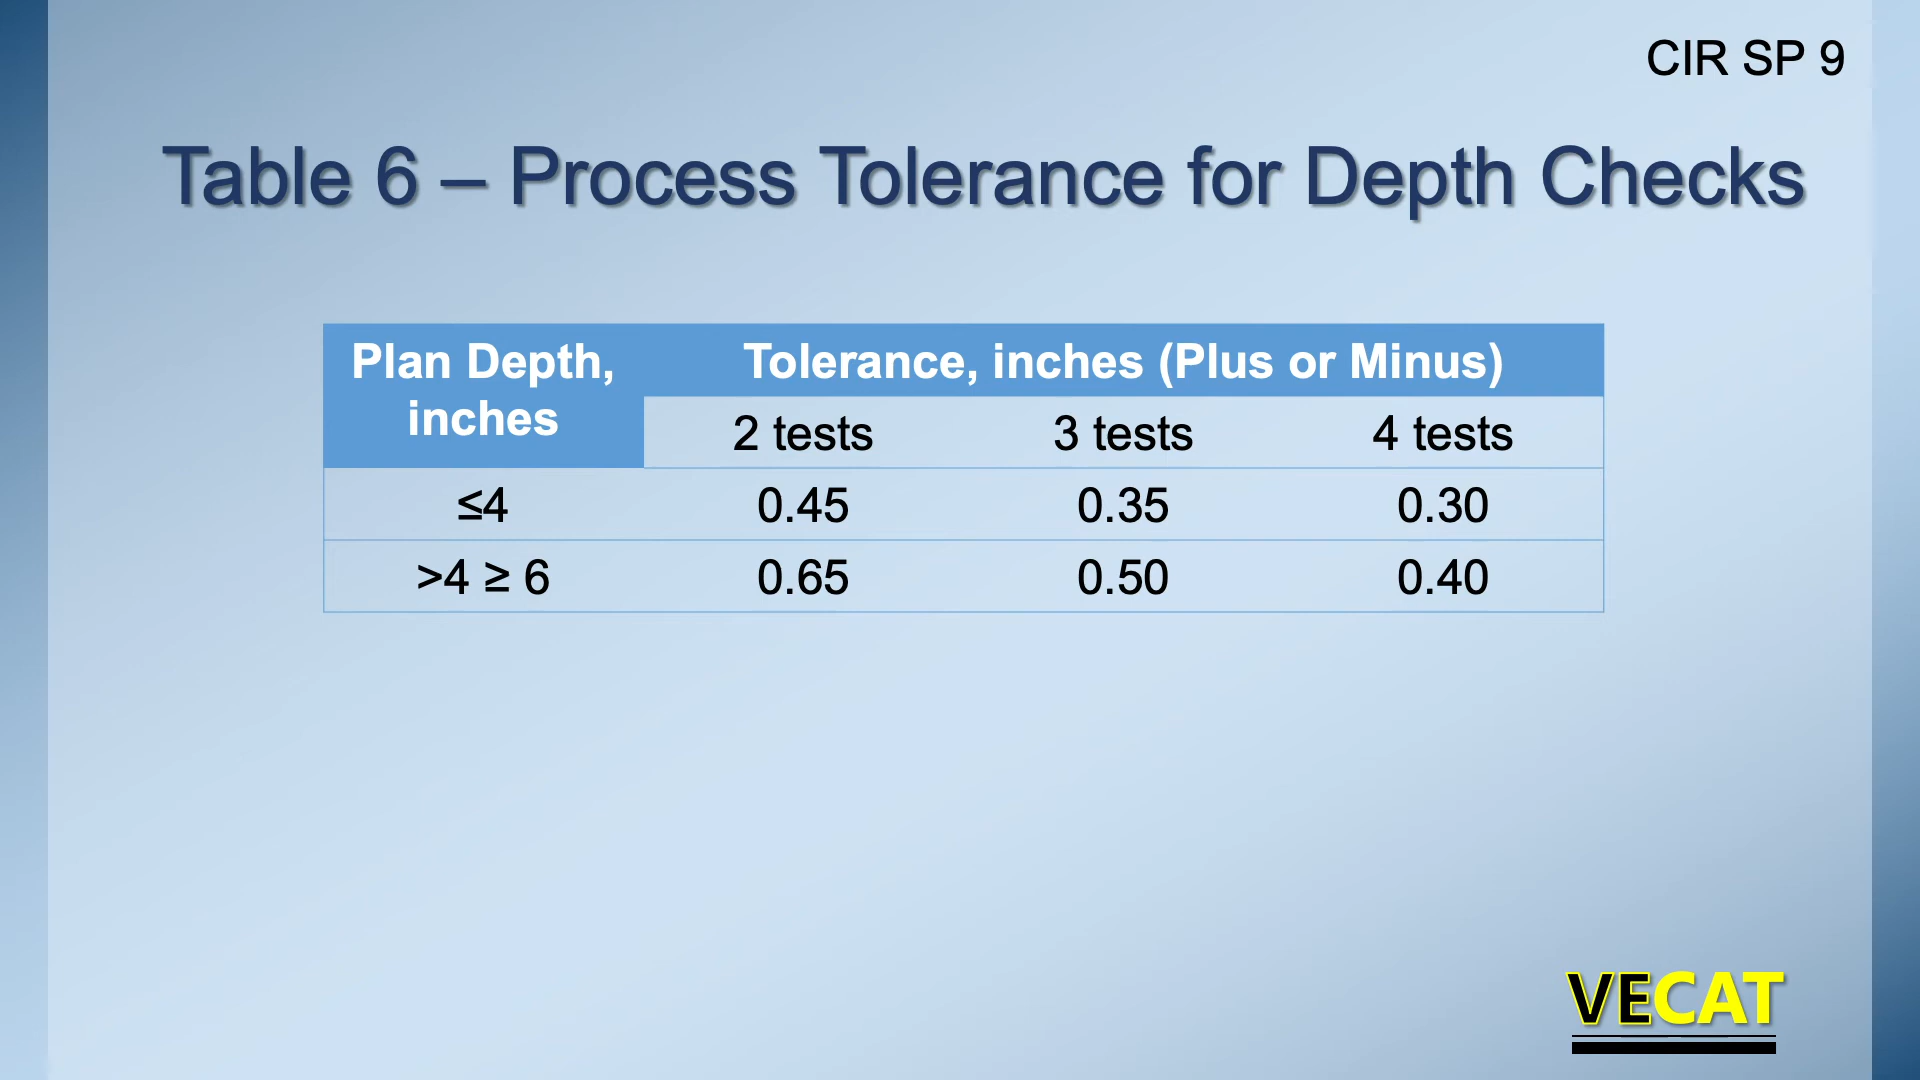 CIR SP 9
Table 6 – Process Tolerance for Depth Checks
Plan Depth, inches
Tolerance, inches (Plus or Minus)
2 tests 3 tests 4 tests
≤4 0.45 0.35 0.30
>4 ≥ 6 0.65 0.50 0.40
VECAT